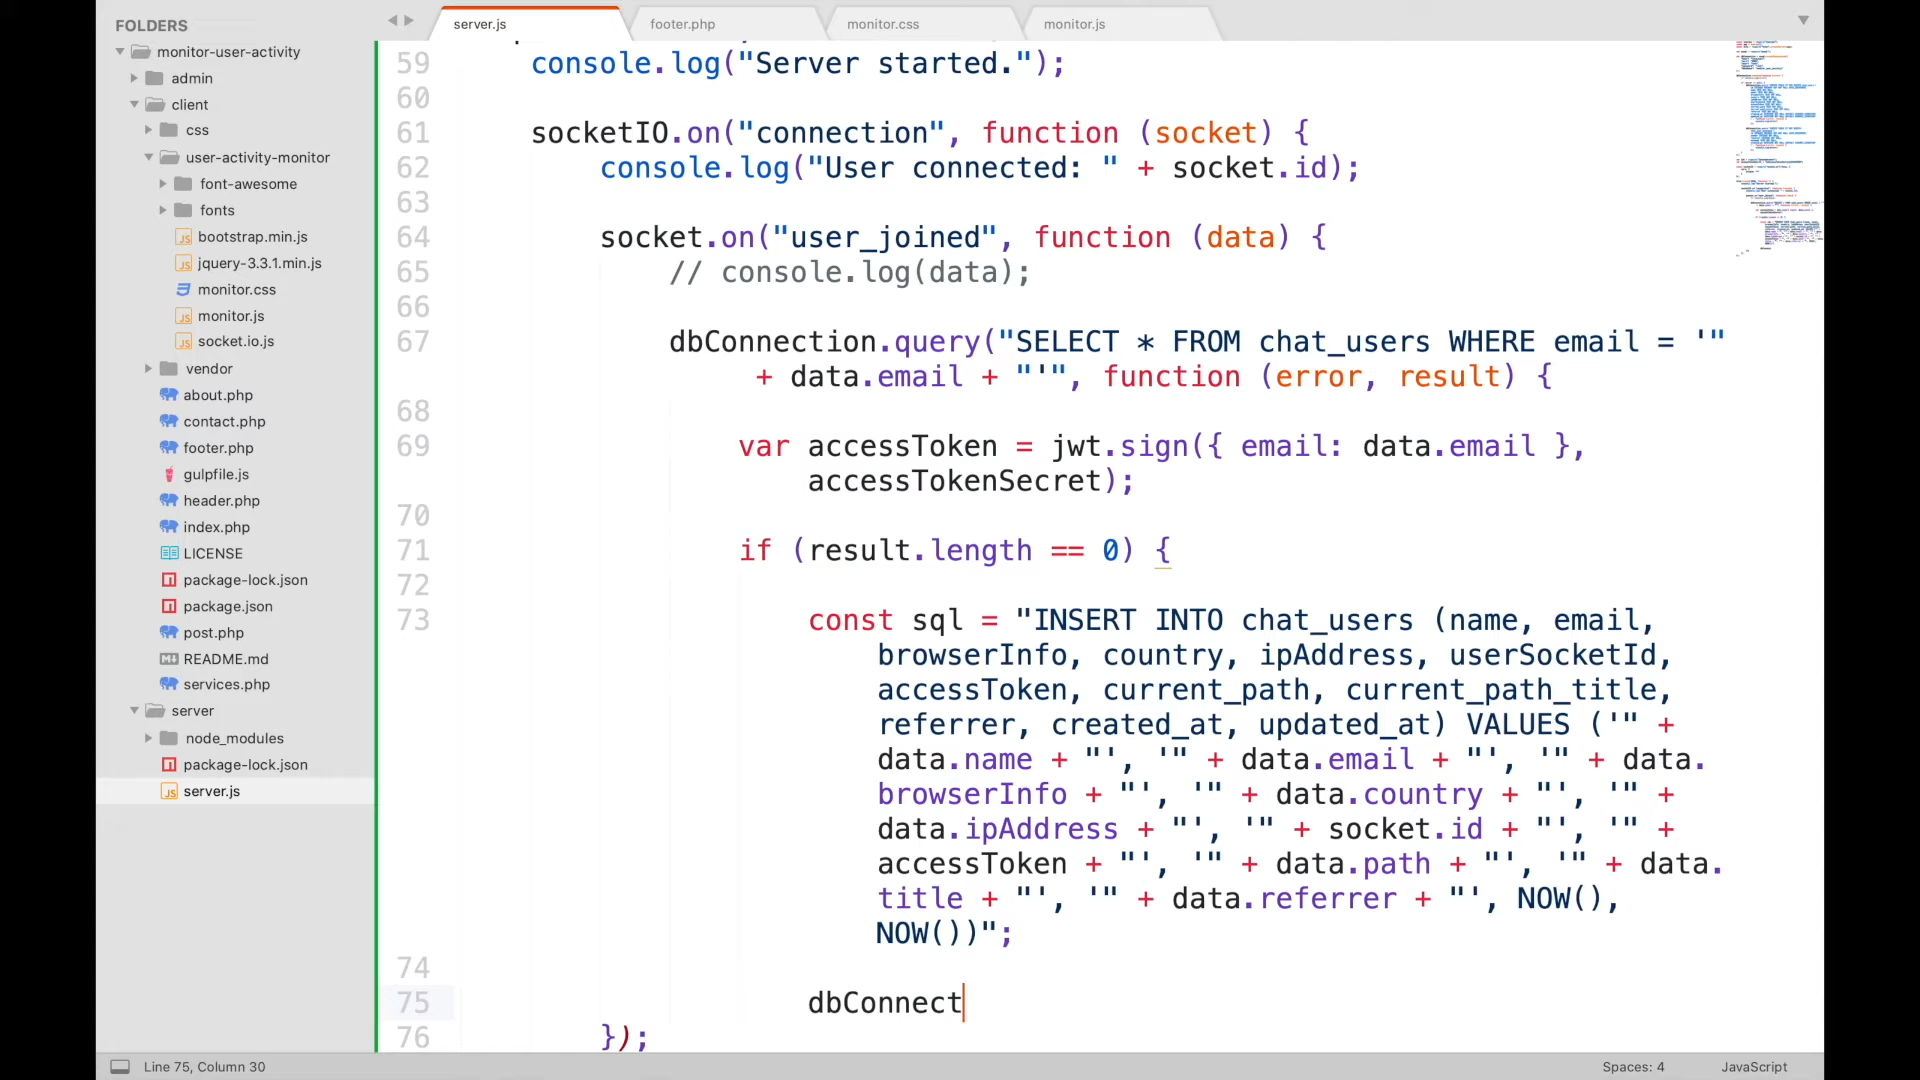 FOLDERS
monitor-user-activity
admin
client
css
user-activity-monitor
font-awesome
fonts
bootstrap.min.js
jquery-3.3.1.min.js
monitor.css
monitor.js
socket.io.js
vendor
about.php
contact.php
footer.php
gulpfile.js
header.php
index.php
LICENSE
package-lock.json
package.json
post.php
README.md
services.php
server
node_modules
package-lock.json
server.js
server.js footer.php monitor.css monitor.js
59 console.log("Server started.");
60
61 socketIO.on("connection", function (socket) {
62 console.log("User connected: " + socket.id);
63
64 socket.on("user_joined", function (data) {
65 // console.log(data);
66
67 dbConnection.query("SELECT * FROM chat_users WHERE email = '"
+ data.email + "'", function (error, result) {
68
69 var accessToken = jwt.sign({ email: data.email },
accessTokenSecret);
70
71 if (result.length == 0) {
72
73 const sql = "INSERT INTO chat_users (name, email,
browserInfo, country, ipAddress, userSocketId,
accessToken, current_path, current_path_title,
referrer, created_at, updated_at) VALUES ('" +
data.name + "', '" + data.email + "', '" + data.
browserInfo + "', '" + data.country + "', '" +
data.ipAddress + "', '" + socket.id + "', '" +
accessToken + "', '" + data.path + "', '" + data.
title + "', '" + data.referrer + "', NOW(),
NOW())";
74
75 dbConnect
76 });
Line 75, Column 30
Spaces: 4
JavaScript